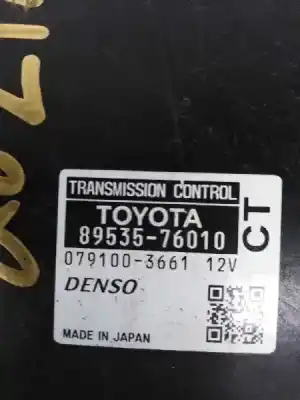 TRANSMISSION CONTROL
TOYOTA
89535-76010
079100-3661 12V
CT
DENSO
MADE IN JAPAN